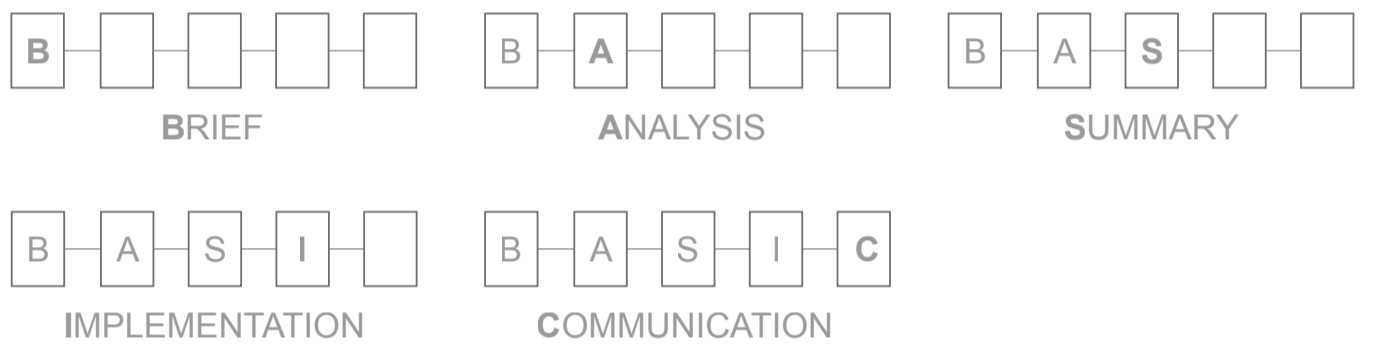 B
BRIEF
B A
ANALYSIS
B A S
SUMMARY
B A S I
IMPLEMENTATION
B A S I C
COMMUNICATION